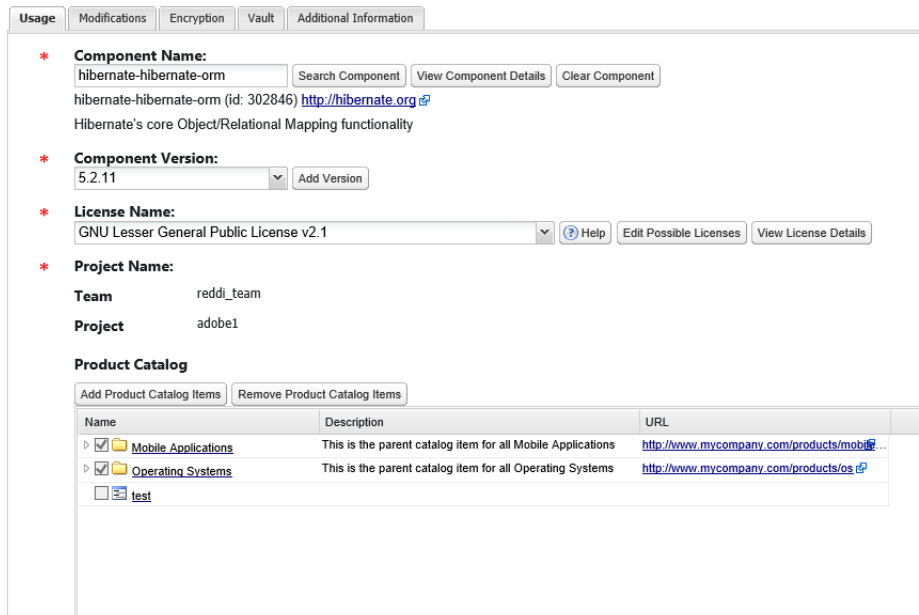 Usage Modifications Encryption Vault Additional Information
* Component Name:
hibernate-hibernate-orm Search Component View Component Details Clear Component
hibernate-hibernate-orm (id: 302846) http://hibernate.org
Hibernate's core Object/Relational Mapping functionality
* Component Version:
5.2.11 Add Version
* License Name:
GNU Lesser General Public License v2.1 ? Help Edit Possible Licenses View License Details
* Project Name:
Team reddi_team
Project adobe1
Product Catalog
Add Product Catalog Items Remove Product Catalog Items
Name Description URL
Mobile Applications This is the parent catalog item for all Mobile Applications http://www.mycompany.com/products/mobile...
Operating Systems This is the parent catalog item for all Operating Systems http://www.mycompany.com/products/os
test